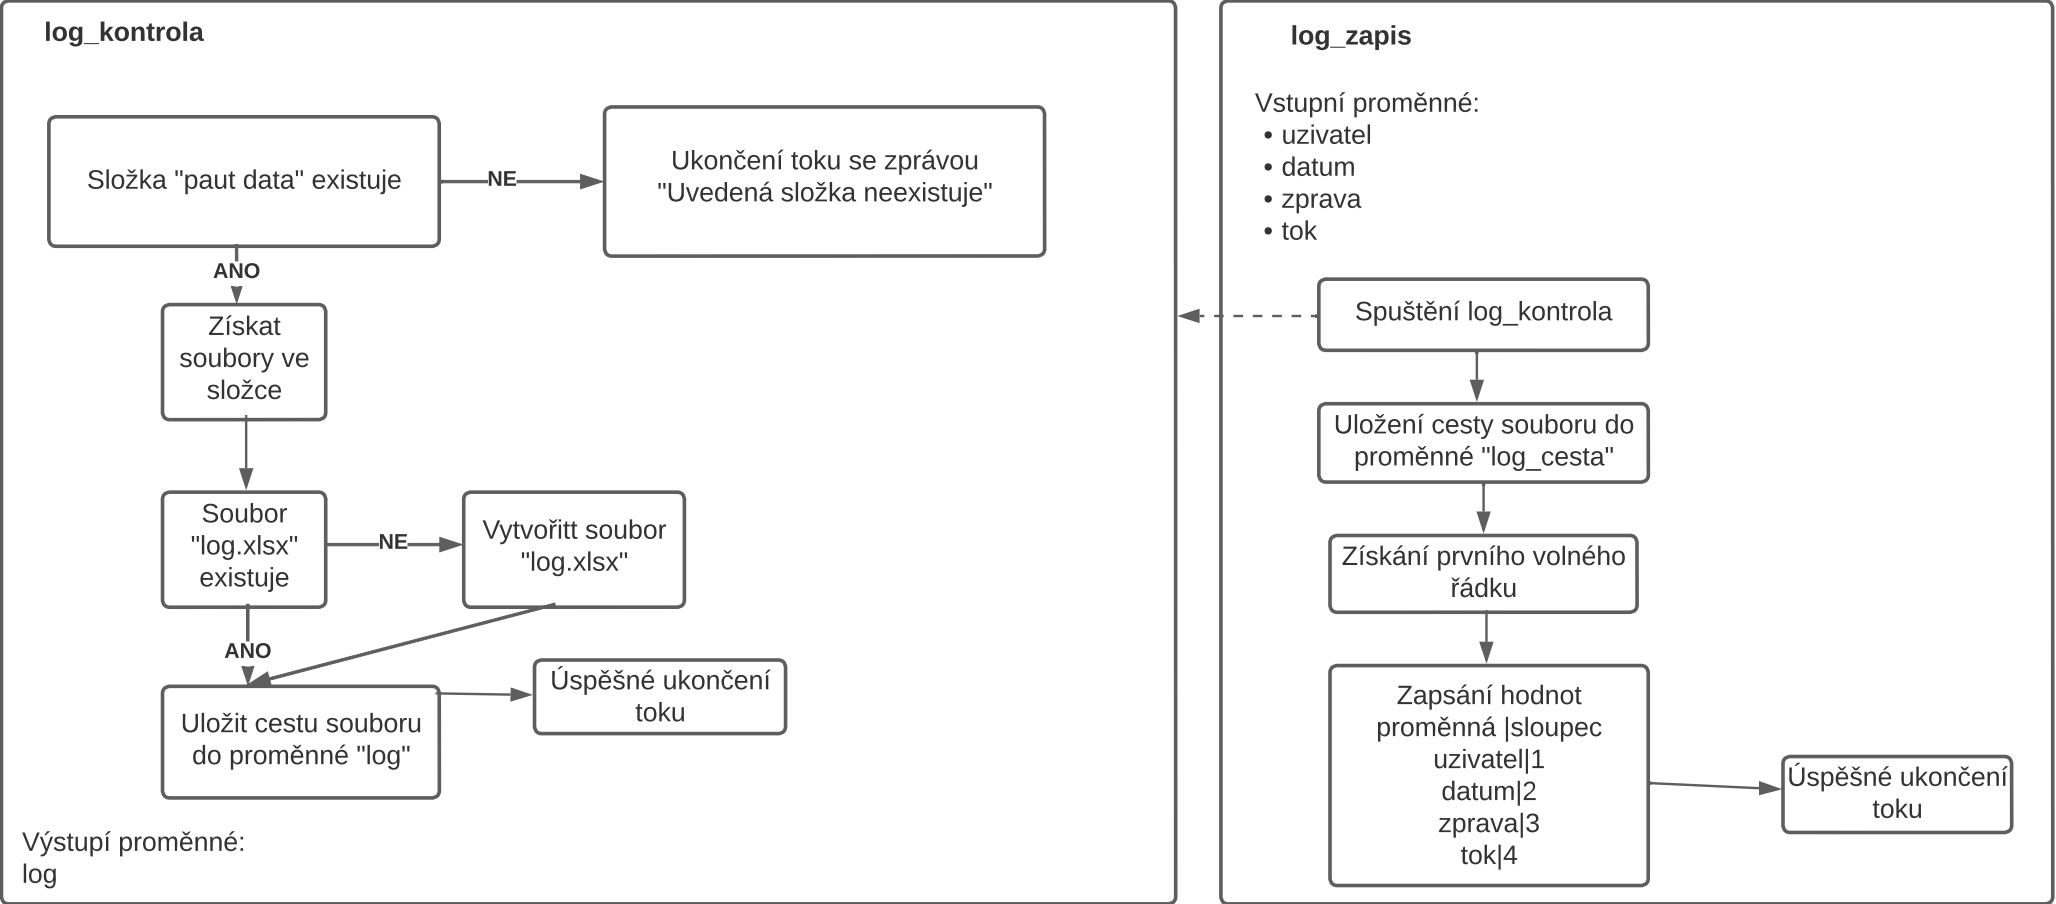 log_kontrola
Složka "paut data" existuje
NE
Ukončení toku se zprávou
"Uvedená složka neexistuje"
ANO
Získat
soubory ve
složce
Soubor
"log.xlsx"
existuje
NE
Vytvořitt soubor
"log.xlsx"
ANO
Uložit cestu souboru
do proměnné "log"
Úspěšné ukončení
toku
Výstupí proměnné:
log
log_zapis
Vstupní proměnné:
• uzivatel
• datum
• zprava
• tok
Spuštění log_kontrola
Uložení cesty souboru do
proměnné "log_cesta"
Získání prvního volného
řádku
Zapsání hodnot
proměnná |sloupec
uzivatel|1
datum|2
zprava|3
tok|4
Úspěšné ukončení
toku